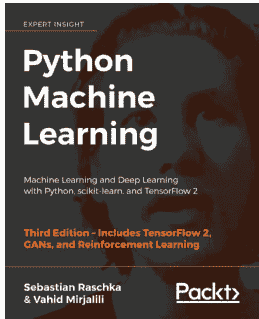 EXPERT INSIGHT
Python
Machine
Learning
Machine Learning and Deep Learning
with Python, scikit-learn, and TensorFlow 2
Third Edition - Includes TensorFlow 2,
GANs, and Reinforcement Learning
Sebastian Raschka
& Vahid Mirjalili
Packt>